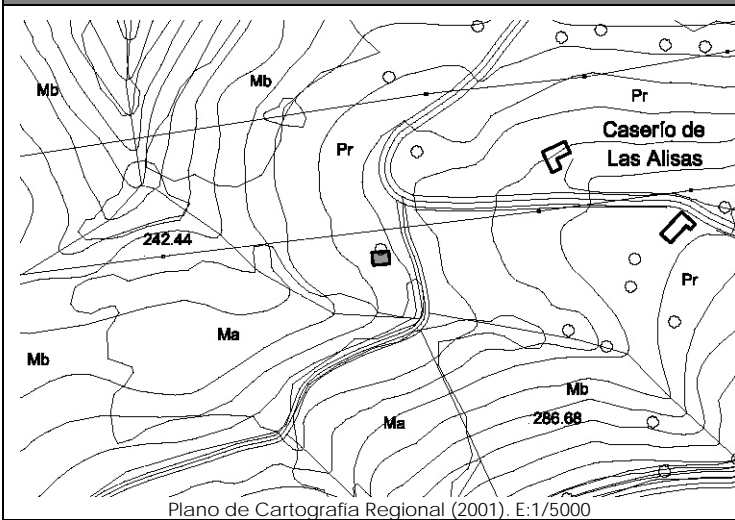 Mb
Mb
Pr
Pr
Caserío de
Las Alisas
242.44
Pr
Ma
Mb
Mb
Ma
286.68
Plano de Cartografía Regional (2001). E:1/5000